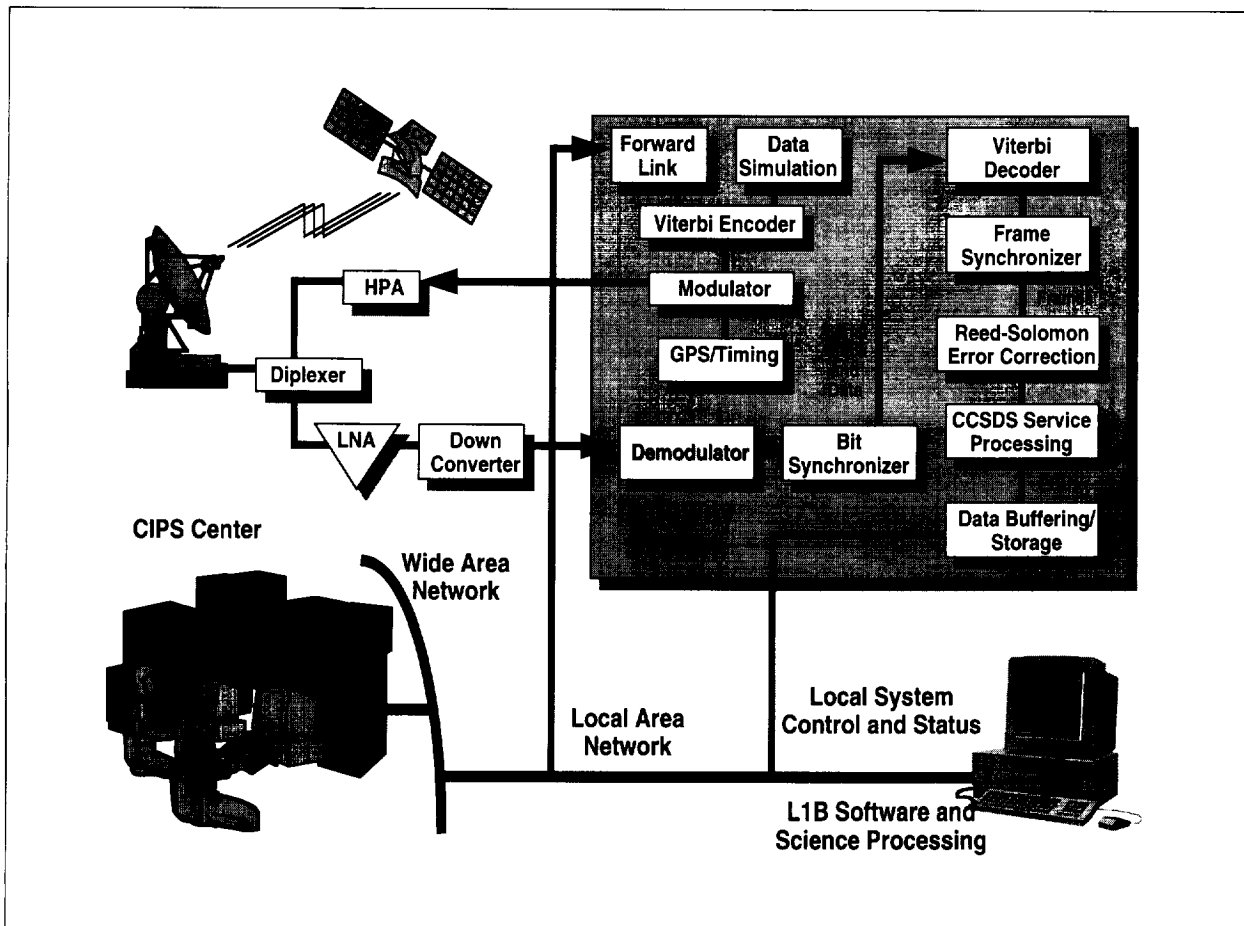 Forward
Link
Data
Simulation
Viterbi
Decoder
Viterbi Encoder
Frame
Synchronizer
HPA
Modulator
Reed-Solomon
Error Correction
GPS/Timing
Diplexer
Data
CCSDS Service
Processing
LNA
Down
Converter
Demodulator
Bit
Synchronizer
Data Buffering/
Storage
CIPS Center
Wide Area
Network
Local Area
Network
Local System
Control and Status
L1B Software and
Science Processing